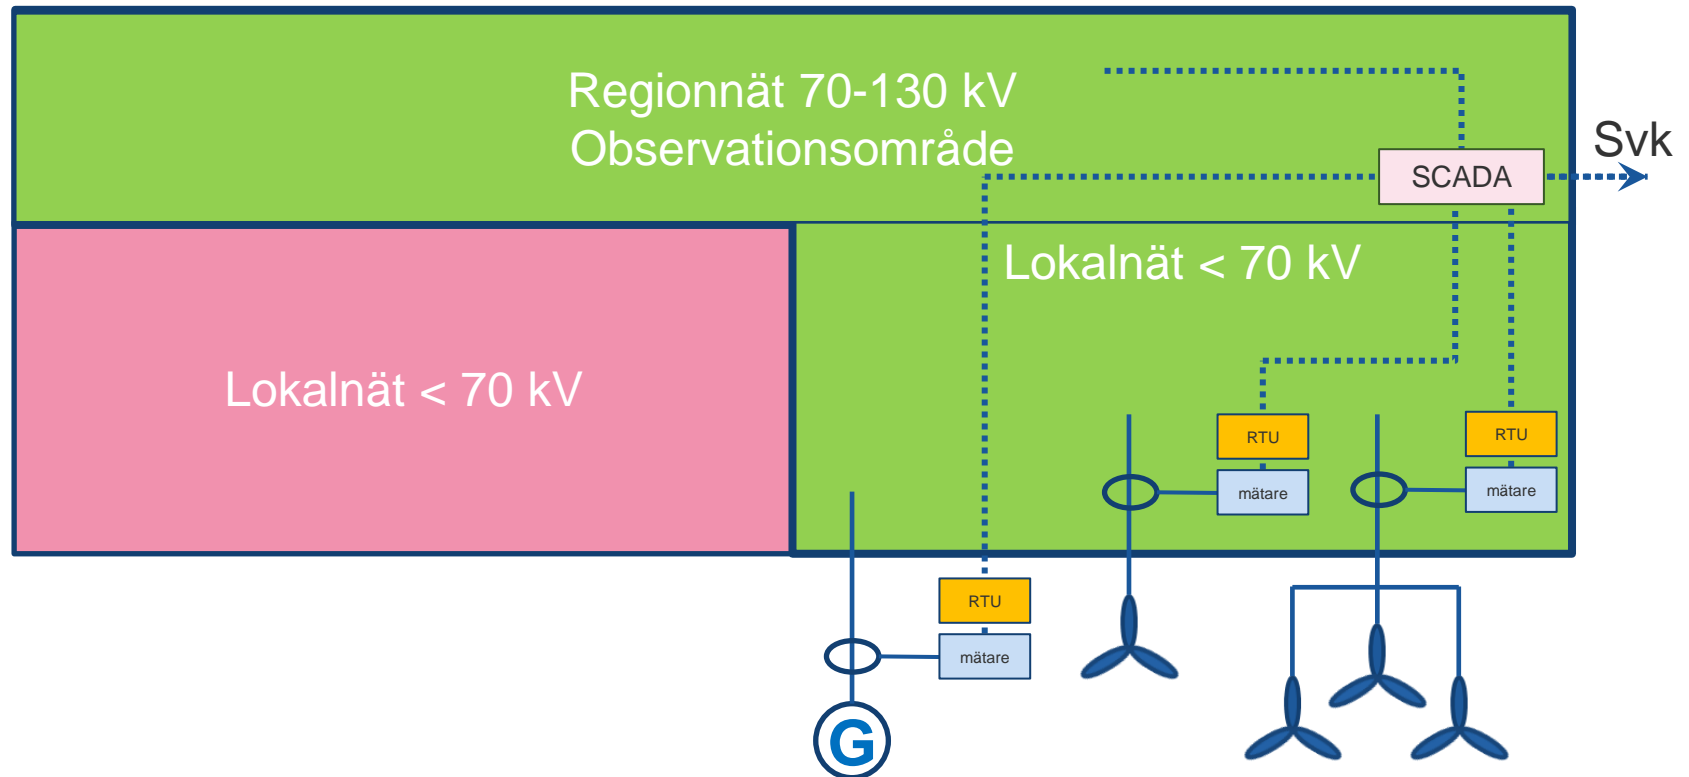 Regionnät 70-130 kV
Observationsområde
Svk
SCADA
Lokalnät < 70 kV
Lokalnät < 70 kV
RTU
mätare
RTU
mätare
RTU
mätare
G